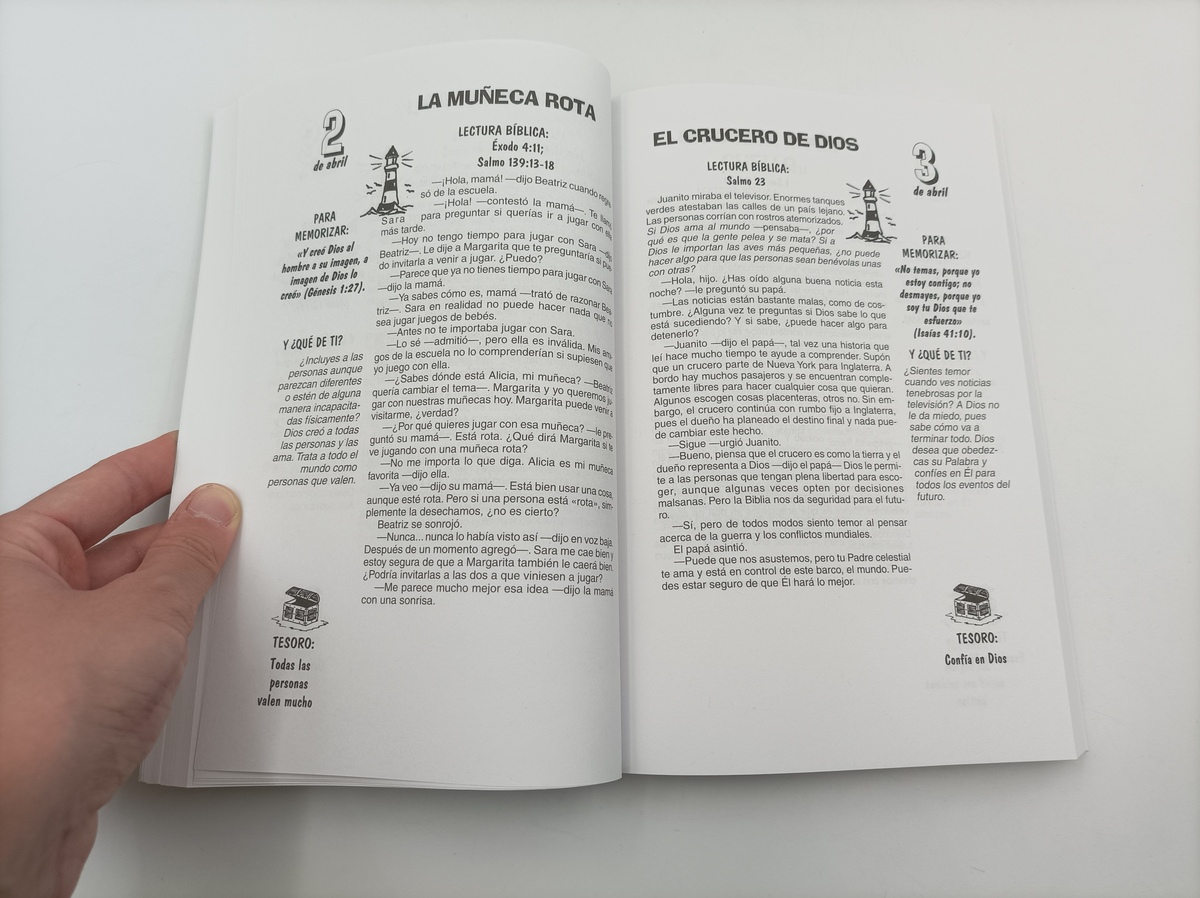 LA MUÑECA ROTA
2
de abril
LECTURA BÍBLICA:
Éxodo 4:11;
Salmo 139:13-18
PARA
MEMORIZAR:
«Y creó Dios al
hombre a su imagen, a
imagen de Dios lo
creó» (Génesis 1:27).
Y ¿QUÉ DE TI?
¿Incluyes a las
personas aunque
parezcan diferentes
o estén de alguna
manera incapacita-
das físicamente?
Dios creó a todas
las personas y las
ama. Trata a todo el
mundo como
personas que valen.
TESORO:
Todas las
personas
valen mucho
—¡Hola, mamá! —dijo Beatriz cuando regre
só de la escuela.
—¡Hola! —contestó la mamá—. Te
Sara para preguntar si querías ir a jugar con
más tarde.
—Hoy no tengo tiempo para jugar con Sara —dijo
Beatriz—. Le dije a Margarita que te preguntaría si
do invitarla a venir a jugar. ¿Puedo?
—Parece que ya no tienes tiempo para jugar con Sara
—dijo la mamá.
—Ya sabes cómo es, mamá —trató de razonar Bea-
triz—. Sara en realidad no puede hacer nada que no
sea jugar juegos de bebés.
—Antes no te importaba jugar con Sara.
—Lo sé —admitió—, pero ella es inválida. Mis ami-
gos de la escuela no lo comprenderían si supiesen que
yo juego con ella.
—¿Sabes dónde está Alicia, mi muñeca? —Beatriz
quería cambiar el tema—. Margarita y yo queremos ju-
gar con nuestras muñecas hoy. Margarita puede venir a
visitarme, ¿verdad?
—¿Por qué quieres jugar con esa muñeca? —le pre-
guntó su mamá—. Está rota. ¿Qué dirá Margarita si te
ve jugando con una muñeca rota?
—No me importa lo que diga. Alicia es mi muñeca
favorita —dijo ella.
—Ya veo —dijo su mamá—. Está bien usar una cosa,
aunque esté rota. Pero si una persona está «rota», sim-
plemente la desechamos, ¿no es cierto?
Beatriz se sonrojó.
—Nunca... nunca lo había visto así —dijo en voz baja.
Después de un momento agregó—. Sara me cae bien y
estoy segura de que a Margarita también le caerá bien.
¿Podría invitarlas a las dos a que viniesen a jugar?
—Me parece mucho mejor esa idea —dijo la mamá
con una sonrisa.
EL CRUCERO DE DIOS
3
de abril
LECTURA BÍBLICA:
Salmo 23
Juanito miraba el televisor. Enormes tanques
verdes atestaban las calles de un país lejano.
Las personas corrían con rostros atemorizados.
Si Dios ama al mundo —pensaba—, ¿por
qué es que la gente pelea y se mata? Si a
Dios le importan las aves más pequeñas, ¿no puede
hacer algo para que las personas sean benévolas unas
con otras?
—Hola, hijo. ¿Has oído alguna buena noticia esta
noche? —le preguntó su papá.
—Las noticias están bastante malas, como de cos-
tumbre. ¿Alguna vez te preguntas si Dios sabe lo que
está sucediendo? Y si sabe, ¿puede hacer algo para
detenerlo?
—Juanito —dijo el papá—, tal vez una historia que
leí hace mucho tiempo te ayude a comprender. Supón
que un crucero parte de Nueva York para Inglaterra. A
bordo hay muchos pasajeros y se encuentran comple-
tamente libres para hacer cualquier cosa que quieran.
Algunos escogen cosas placenteras, otros no. Sin em-
bargo, el crucero continúa con rumbo fijo a Inglaterra,
pues el dueño ha planeado el destino final y nada pue-
de cambiar este hecho.
—Sigue —urgió Juanito.
—Bueno, piensa que el crucero es como la tierra y el
dueño representa a Dios —dijo el papá— Dios le permi-
te a las personas que tengan plena libertad para esco-
ger, aunque algunas veces opten por decisiones
malsanas. Pero la Biblia nos da seguridad para el futu-
ro.
—Sí, pero de todos modos siento temor al pensar
acerca de la guerra y los conflictos mundiales.
El papá asintió.
—Puede que nos asustemos, pero tu Padre celestial
te ama y está en control de este barco, el mundo. Pue-
des estar seguro de que Él hará lo mejor.
PARA
MEMORIZAR:
«No temas, porque yo
estoy contigo; no
desmayes, porque yo
soy tu Dios que te
esfuerzo»
(Isaías 41:10).
Y ¿QUÉ DE TI?
¿Sientes temor
cuando ves noticias
tenebrosas por la
televisión? A Dios no
le da miedo, pues
sabe cómo va a
terminar todo. Dios
desea que obedez-
cas su Palabra y
confíes en Él para
todos los eventos del
futuro.
TESORO:
Confía en Dios